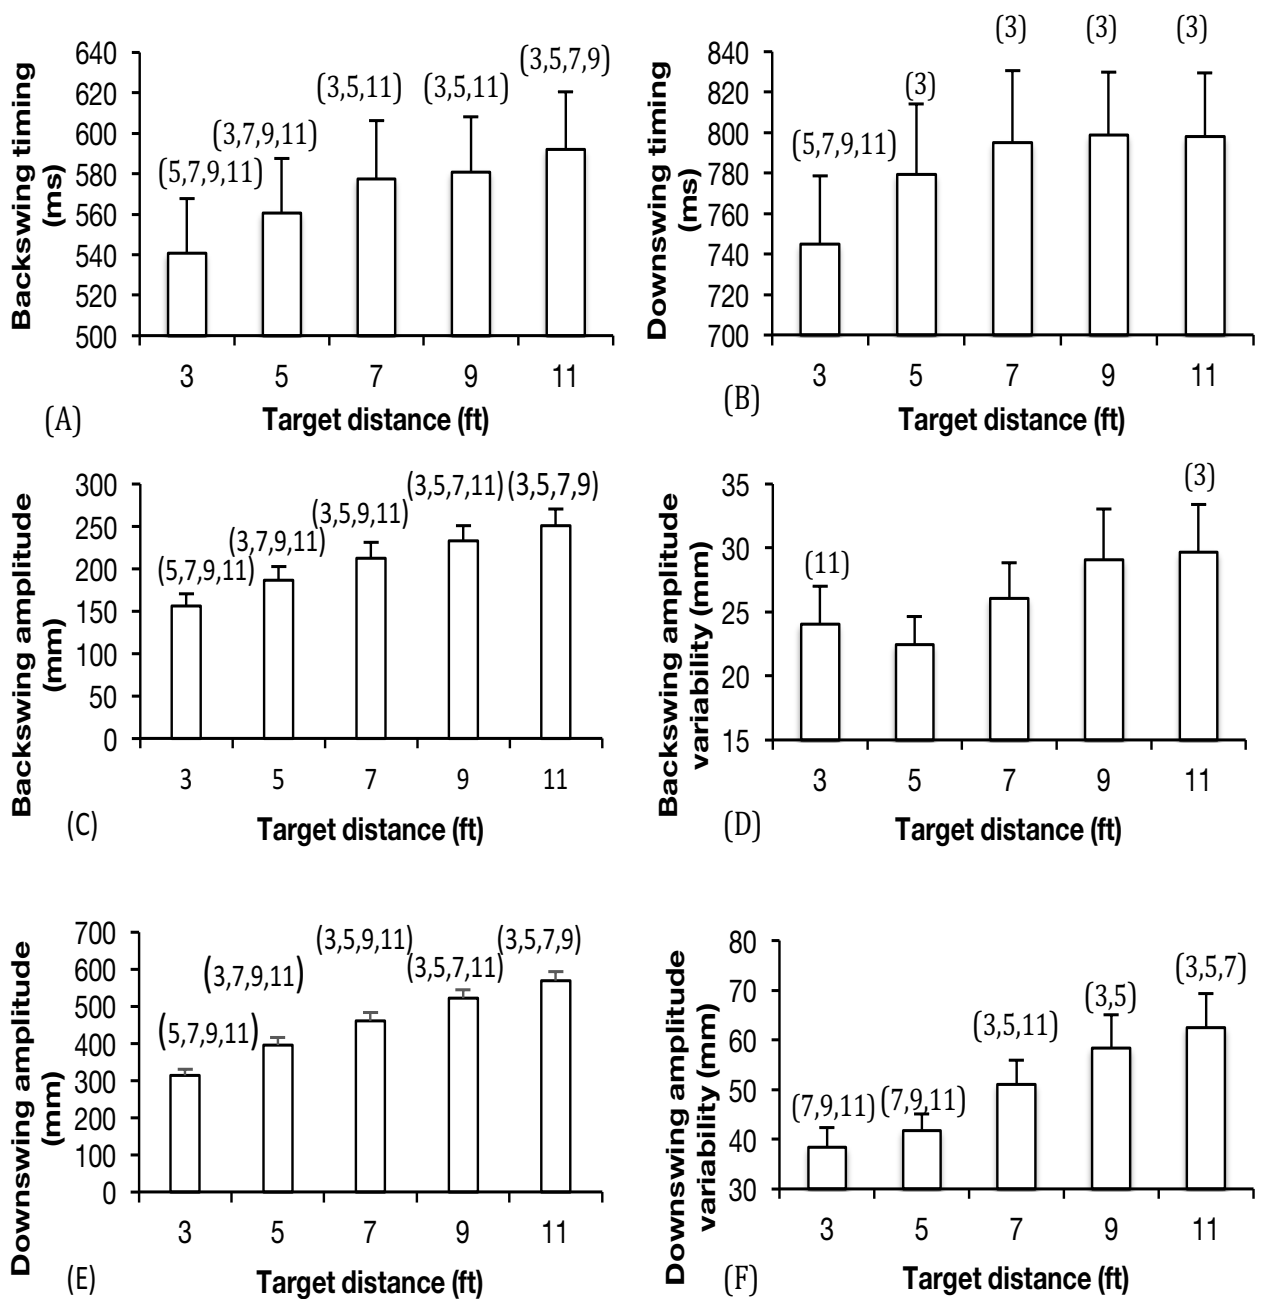 Backswing timing
(ms)
640
620
600
580
560
540
520
500
(5,7,9,11)
(3,7,9,11)
(3,5,11)
(3,5,11)
(3,5,7,9)
3 5 7 9 11
Target distance (ft)
(A)
Downswing timing
(ms)
840
820
800
780
760
740
720
700
(5,7,9,11)
(3)
(3)
(3)
(3)
3 5 7 9 11
Target distance (ft)
(B)
Backswing amplitude
(mm)
300
250
200
150
100
50
0
(5,7,9,11)
(3,7,9,11)
(3,5,9,11)
(3,5,7,11)
(3,5,7,9)
3 5 7 9 11
Target distance (ft)
(C)
Backswing amplitude
variability (mm)
35
30
25
20
15
(11)
(3)
3 5 7 9 11
Target distance (ft)
(D)
Downswing amplitude
(mm)
700
600
500
400
300
200
100
0
(5,7,9,11)
(3,7,9,11)
(3,5,9,11)
(3,5,7,11)
(3,5,7,9)
3 5 7 9 11
Target distance (ft)
(E)
Downswing amplitude
variability (mm)
80
70
60
50
40
30
(7,9,11)
(7,9,11)
(3,5,11)
(3,5)
(3,5,7)
3 5 7 9 11
Target distance (ft)
(F)